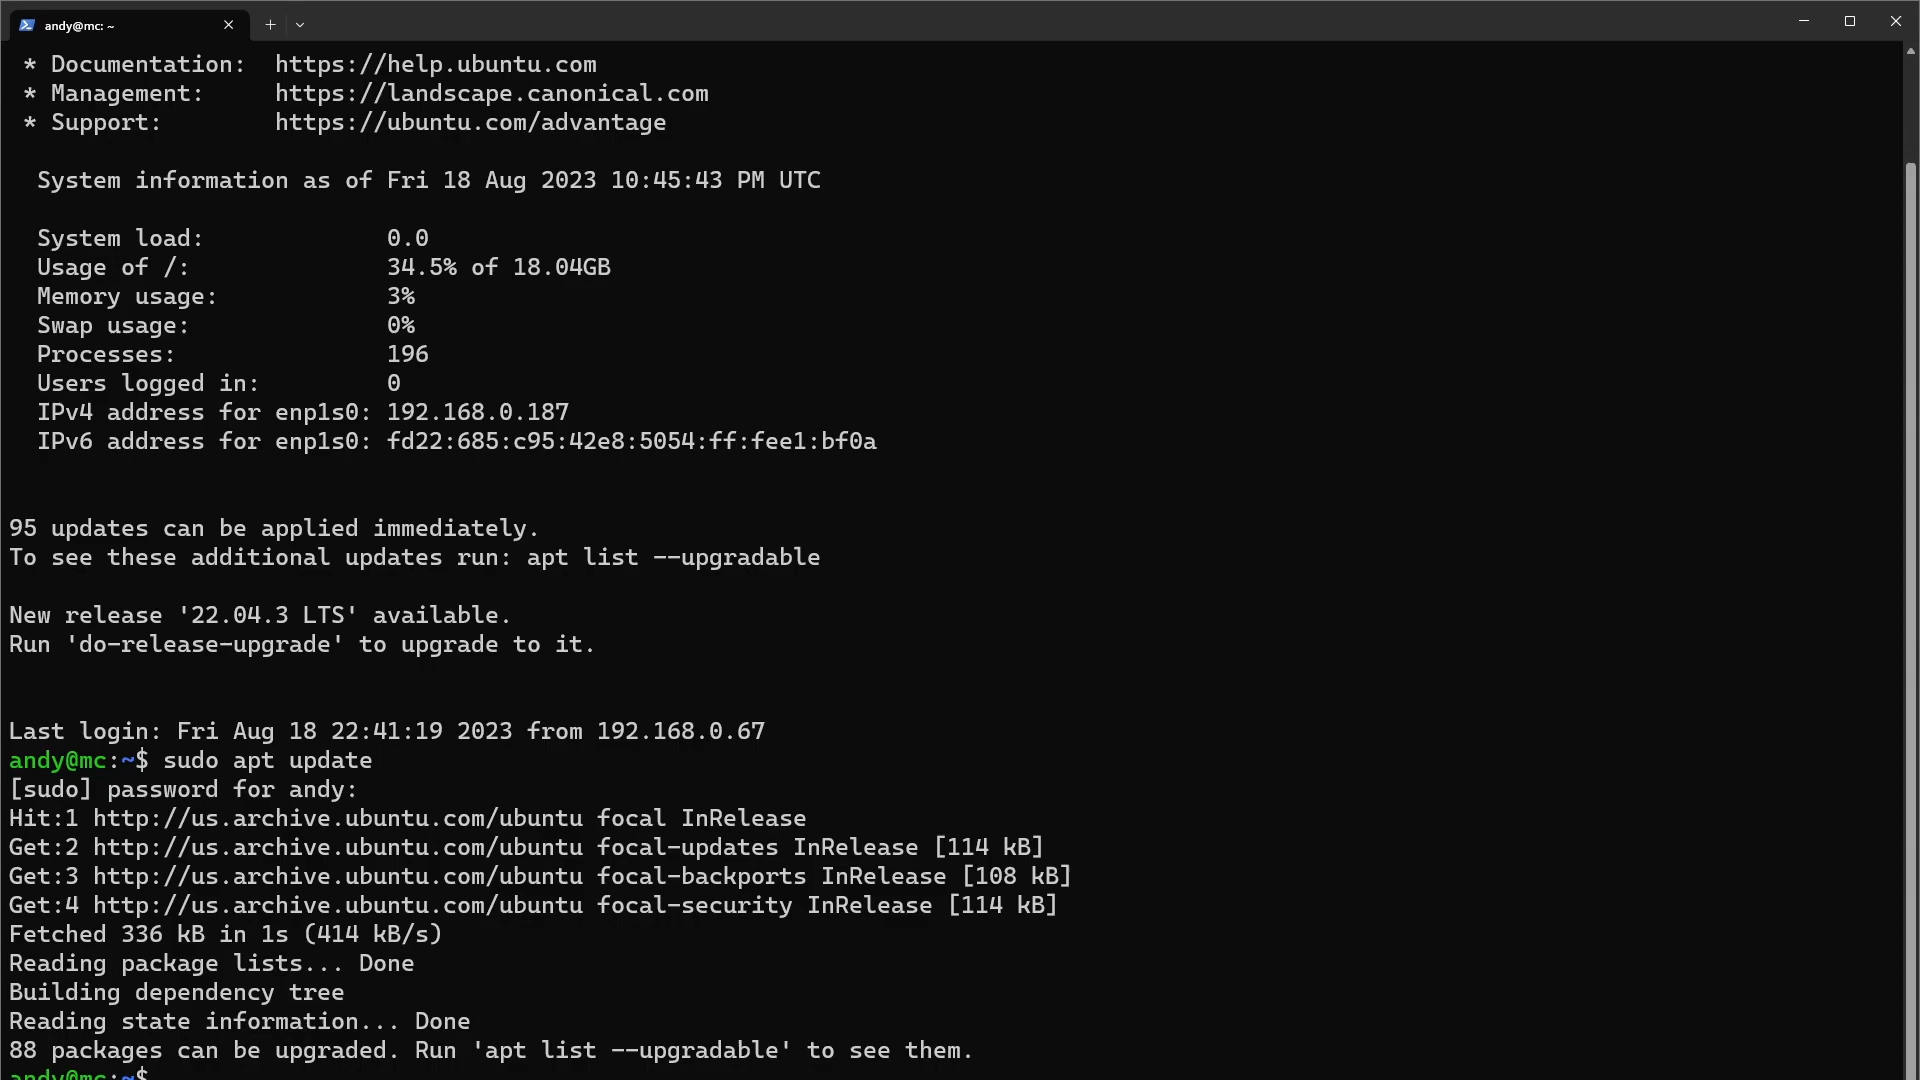 andy@mc: ~
* Documentation:  https://help.ubuntu.com
* Management:     https://landscape.canonical.com
* Support:        https://ubuntu.com/advantage
System information as of Fri 18 Aug 2023 10:45:43 PM UTC
System load:             0.0
Usage of /:              34.5% of 18.04GB
Memory usage:            3%
Swap usage:              0%
Processes:               196
Users logged in:         0
IPv4 address for enp1s0: 192.168.0.187
IPv6 address for enp1s0: fd22:685:c95:42e8:5054:ff:fee1:bf0a
95 updates can be applied immediately.
To see these additional updates run: apt list --upgradable
New release '22.04.3 LTS' available.
Run 'do-release-upgrade' to upgrade to it.
Last login: Fri Aug 18 22:41:19 2023 from 192.168.0.67
andy@mc:~$ sudo apt update
[sudo] password for andy:
Hit:1 http://us.archive.ubuntu.com/ubuntu focal InRelease
Get:2 http://us.archive.ubuntu.com/ubuntu focal-updates InRelease [114 kB]
Get:3 http://us.archive.ubuntu.com/ubuntu focal-backports InRelease [108 kB]
Get:4 http://us.archive.ubuntu.com/ubuntu focal-security InRelease [114 kB]
Fetched 336 kB in 1s (414 kB/s)
Reading package lists... Done
Building dependency tree
Reading state information... Done
88 packages can be upgraded. Run 'apt list --upgradable' to see them.
andy@mc:~$